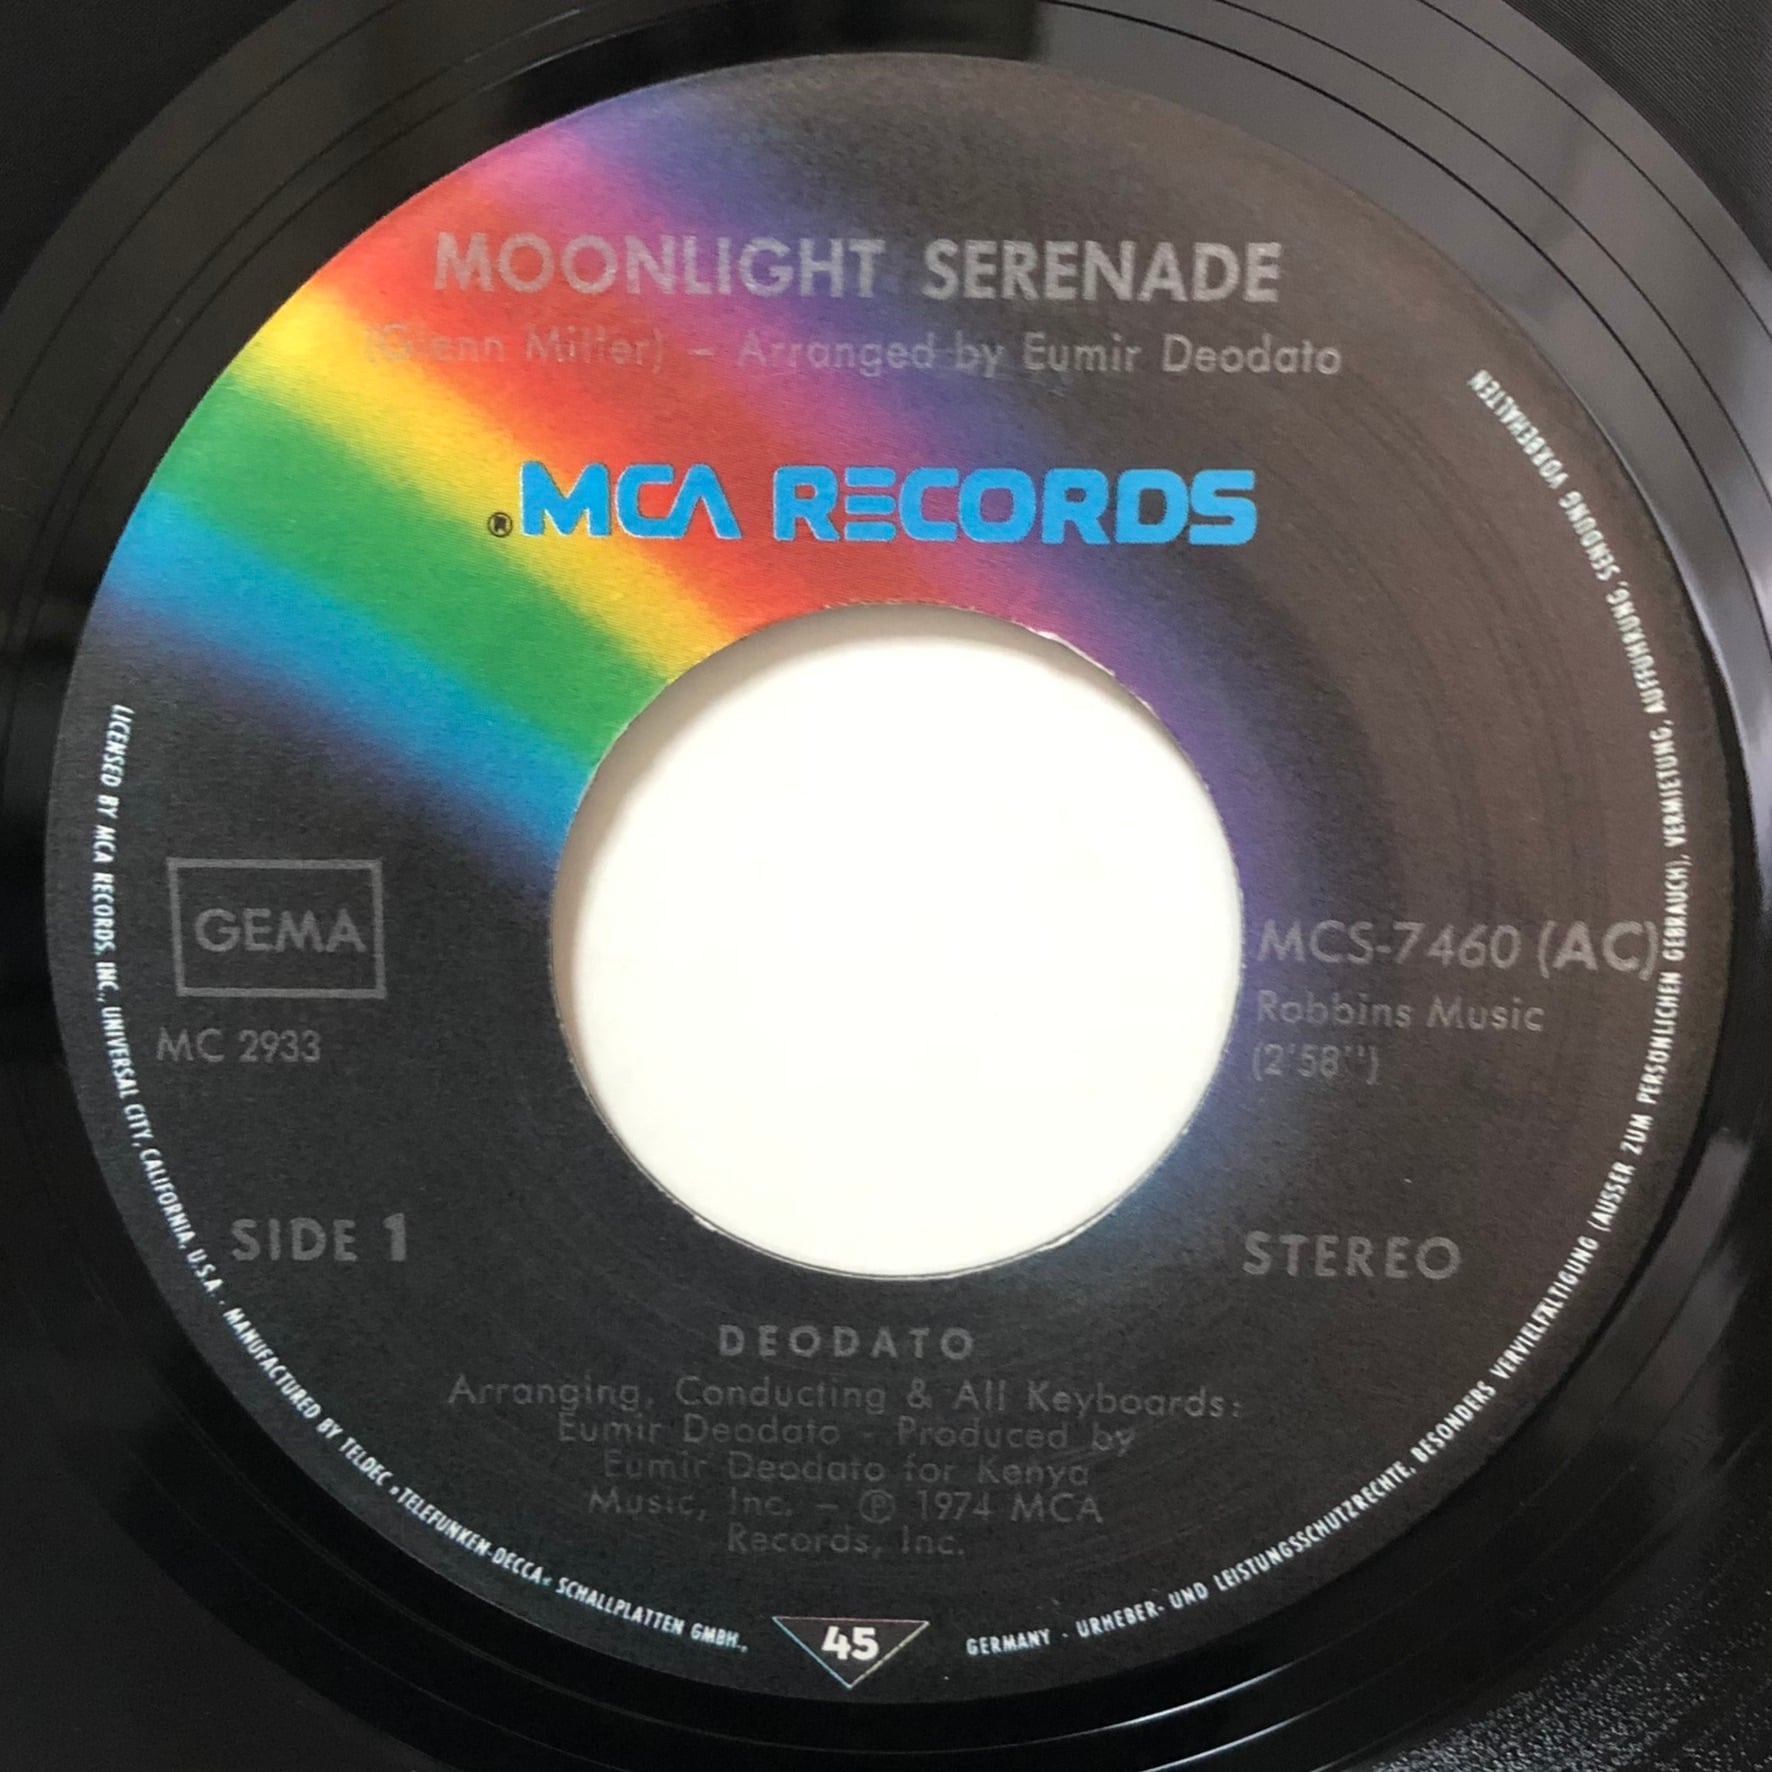 MOONLIGHT SERENADE
(Glenn Miller) - Arranged by Eumir Deodato
® MCA RECORDS
GEMA
MC 2933
MCS-7460 (AC)
Robbins Music
(2'58'')
SIDE 1
STEREO
DEODATO
Arranging, Conducting & All Keyboards:
Eumir Deodato - Produced by
Eumir Deodato for Kenya
Music, Inc. - ℗ 1974 MCA
Records, Inc.
LICENSED BY MCA RECORDS, INC., UNIVERSAL CITY, CALIFORNIA, U.S.A. · MANUFACTURED BY TELDEC »TELEFUNKEN-DECCA« SCHALLPLATTEN GMBH.,
45
GERMANY · URHEBER- UND LEISTUNGSSCHUTZRECHTE, BESONDERS VERVIELFÄLTIGUNG (AUSSER ZUM PERSÖNLICHEN GEBRAUCH), VERMIETUNG, AUFFÜHRUNG, SENDUNG VORBEHALTEN